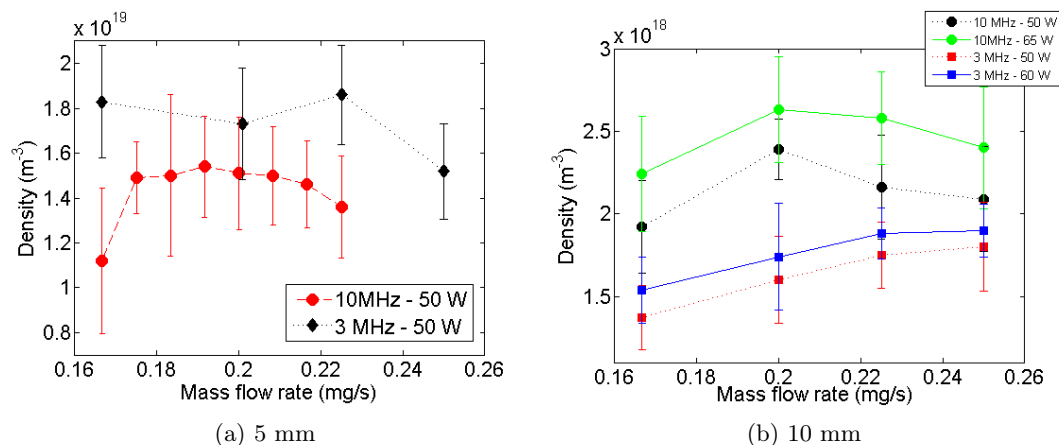 x 10^19
2
1.8
1.6
1.4
1.2
1
0.8
Density (m^-3)
10MHz - 50 W
3 MHz - 50 W
0.16 0.18 0.2 0.22 0.24 0.26
Mass flow rate (mg/s)
(a) 5 mm
x 10^18
10 MHz - 50 W
10MHz - 65 W
3 MHz - 50 W
3 MHz - 60 W
3
2.5
2
1.5
Density (m^-3)
0.16 0.18 0.2 0.22 0.24 0.26
Mass flow rate (mg/s)
(b) 10 mm